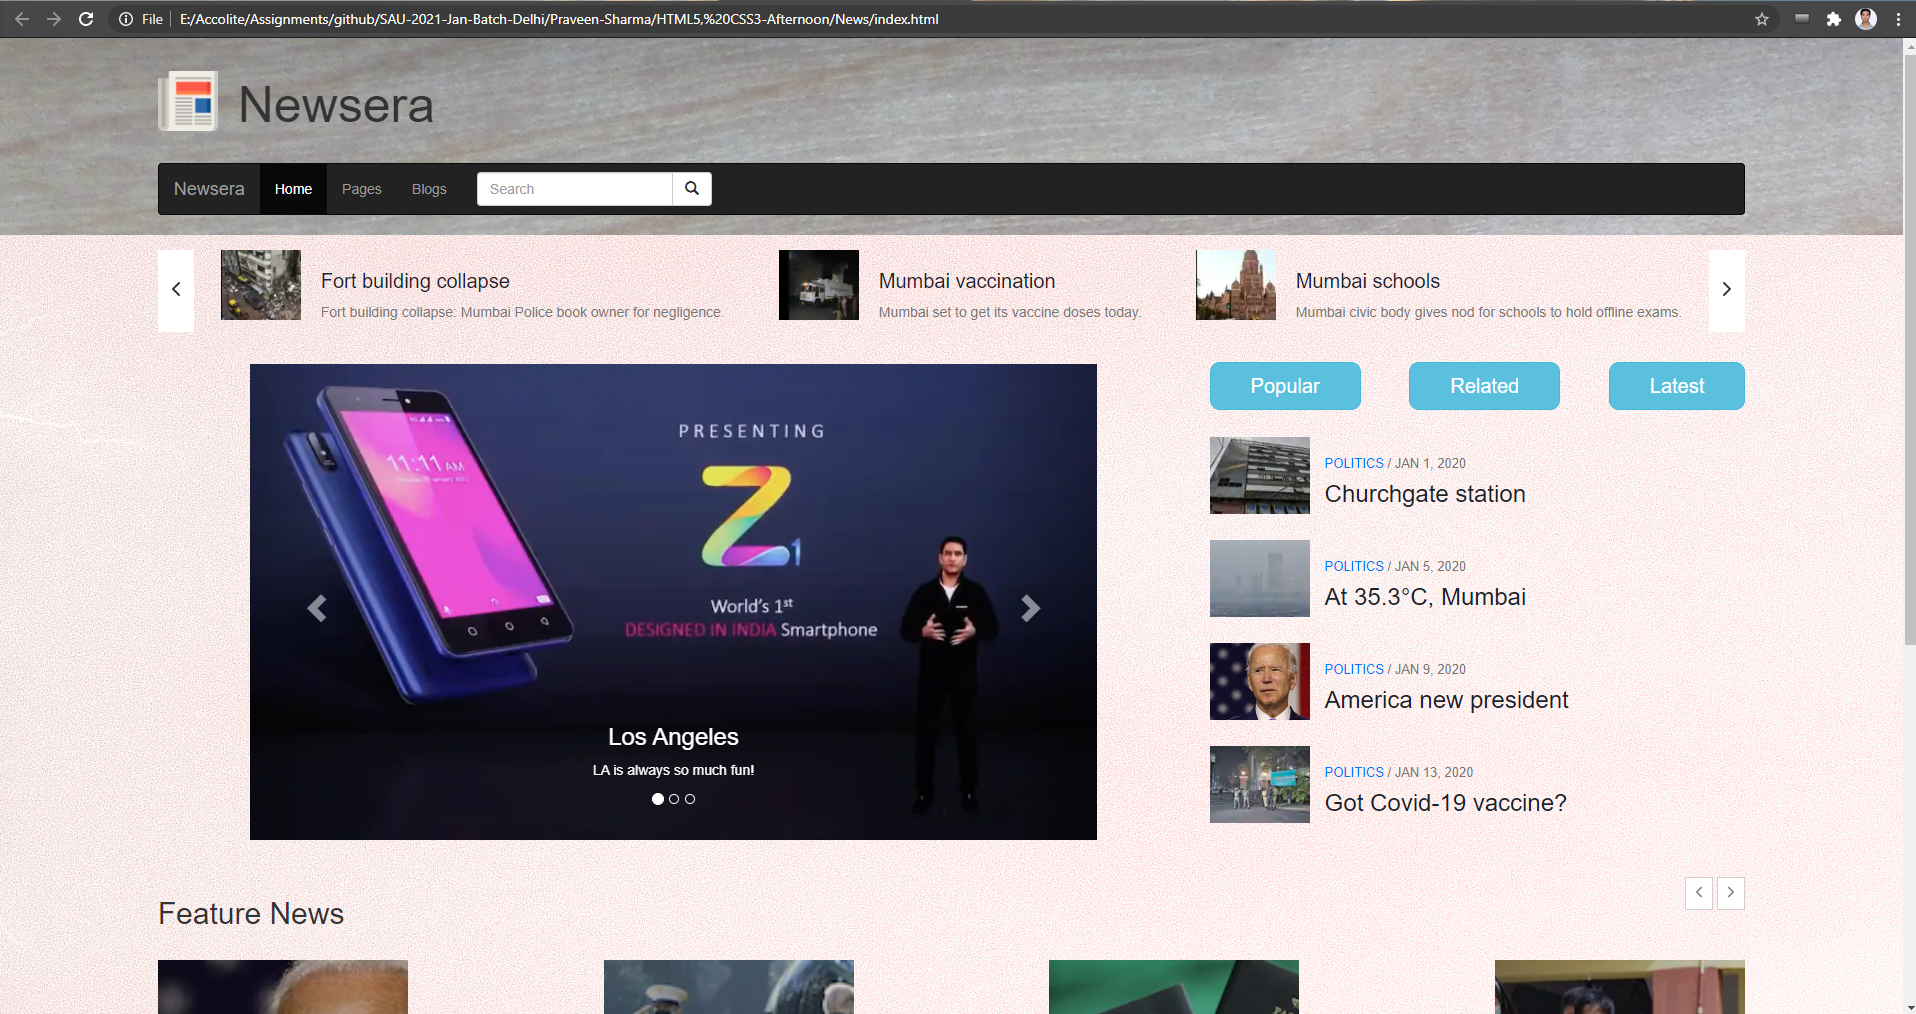 File | E:/Accolite/Assignments/github/SAU-2021-Jan-Batch-Delhi/Praveen-Sharma/HTML5,%20CSS3-Afternoon/News/index.html
Newsera
Newsera Home Pages Blogs Search
Fort building collapse
Fort building collapse: Mumbai Police book owner for negligence.
Mumbai vaccination
Mumbai set to get its vaccine doses today.
Mumbai schools
Mumbai civic body gives nod for schools to hold offline exams.
PRESENTING
Z1
World's 1st
DESIGNED IN INDIA Smartphone
11:11 AM
Los Angeles
LA is always so much fun!
Popular Related Latest
POLITICS / JAN 1, 2020
Churchgate station
POLITICS / JAN 5, 2020
At 35.3°C, Mumbai
POLITICS / JAN 9, 2020
America new president
POLITICS / JAN 13, 2020
Got Covid-19 vaccine?
Feature News